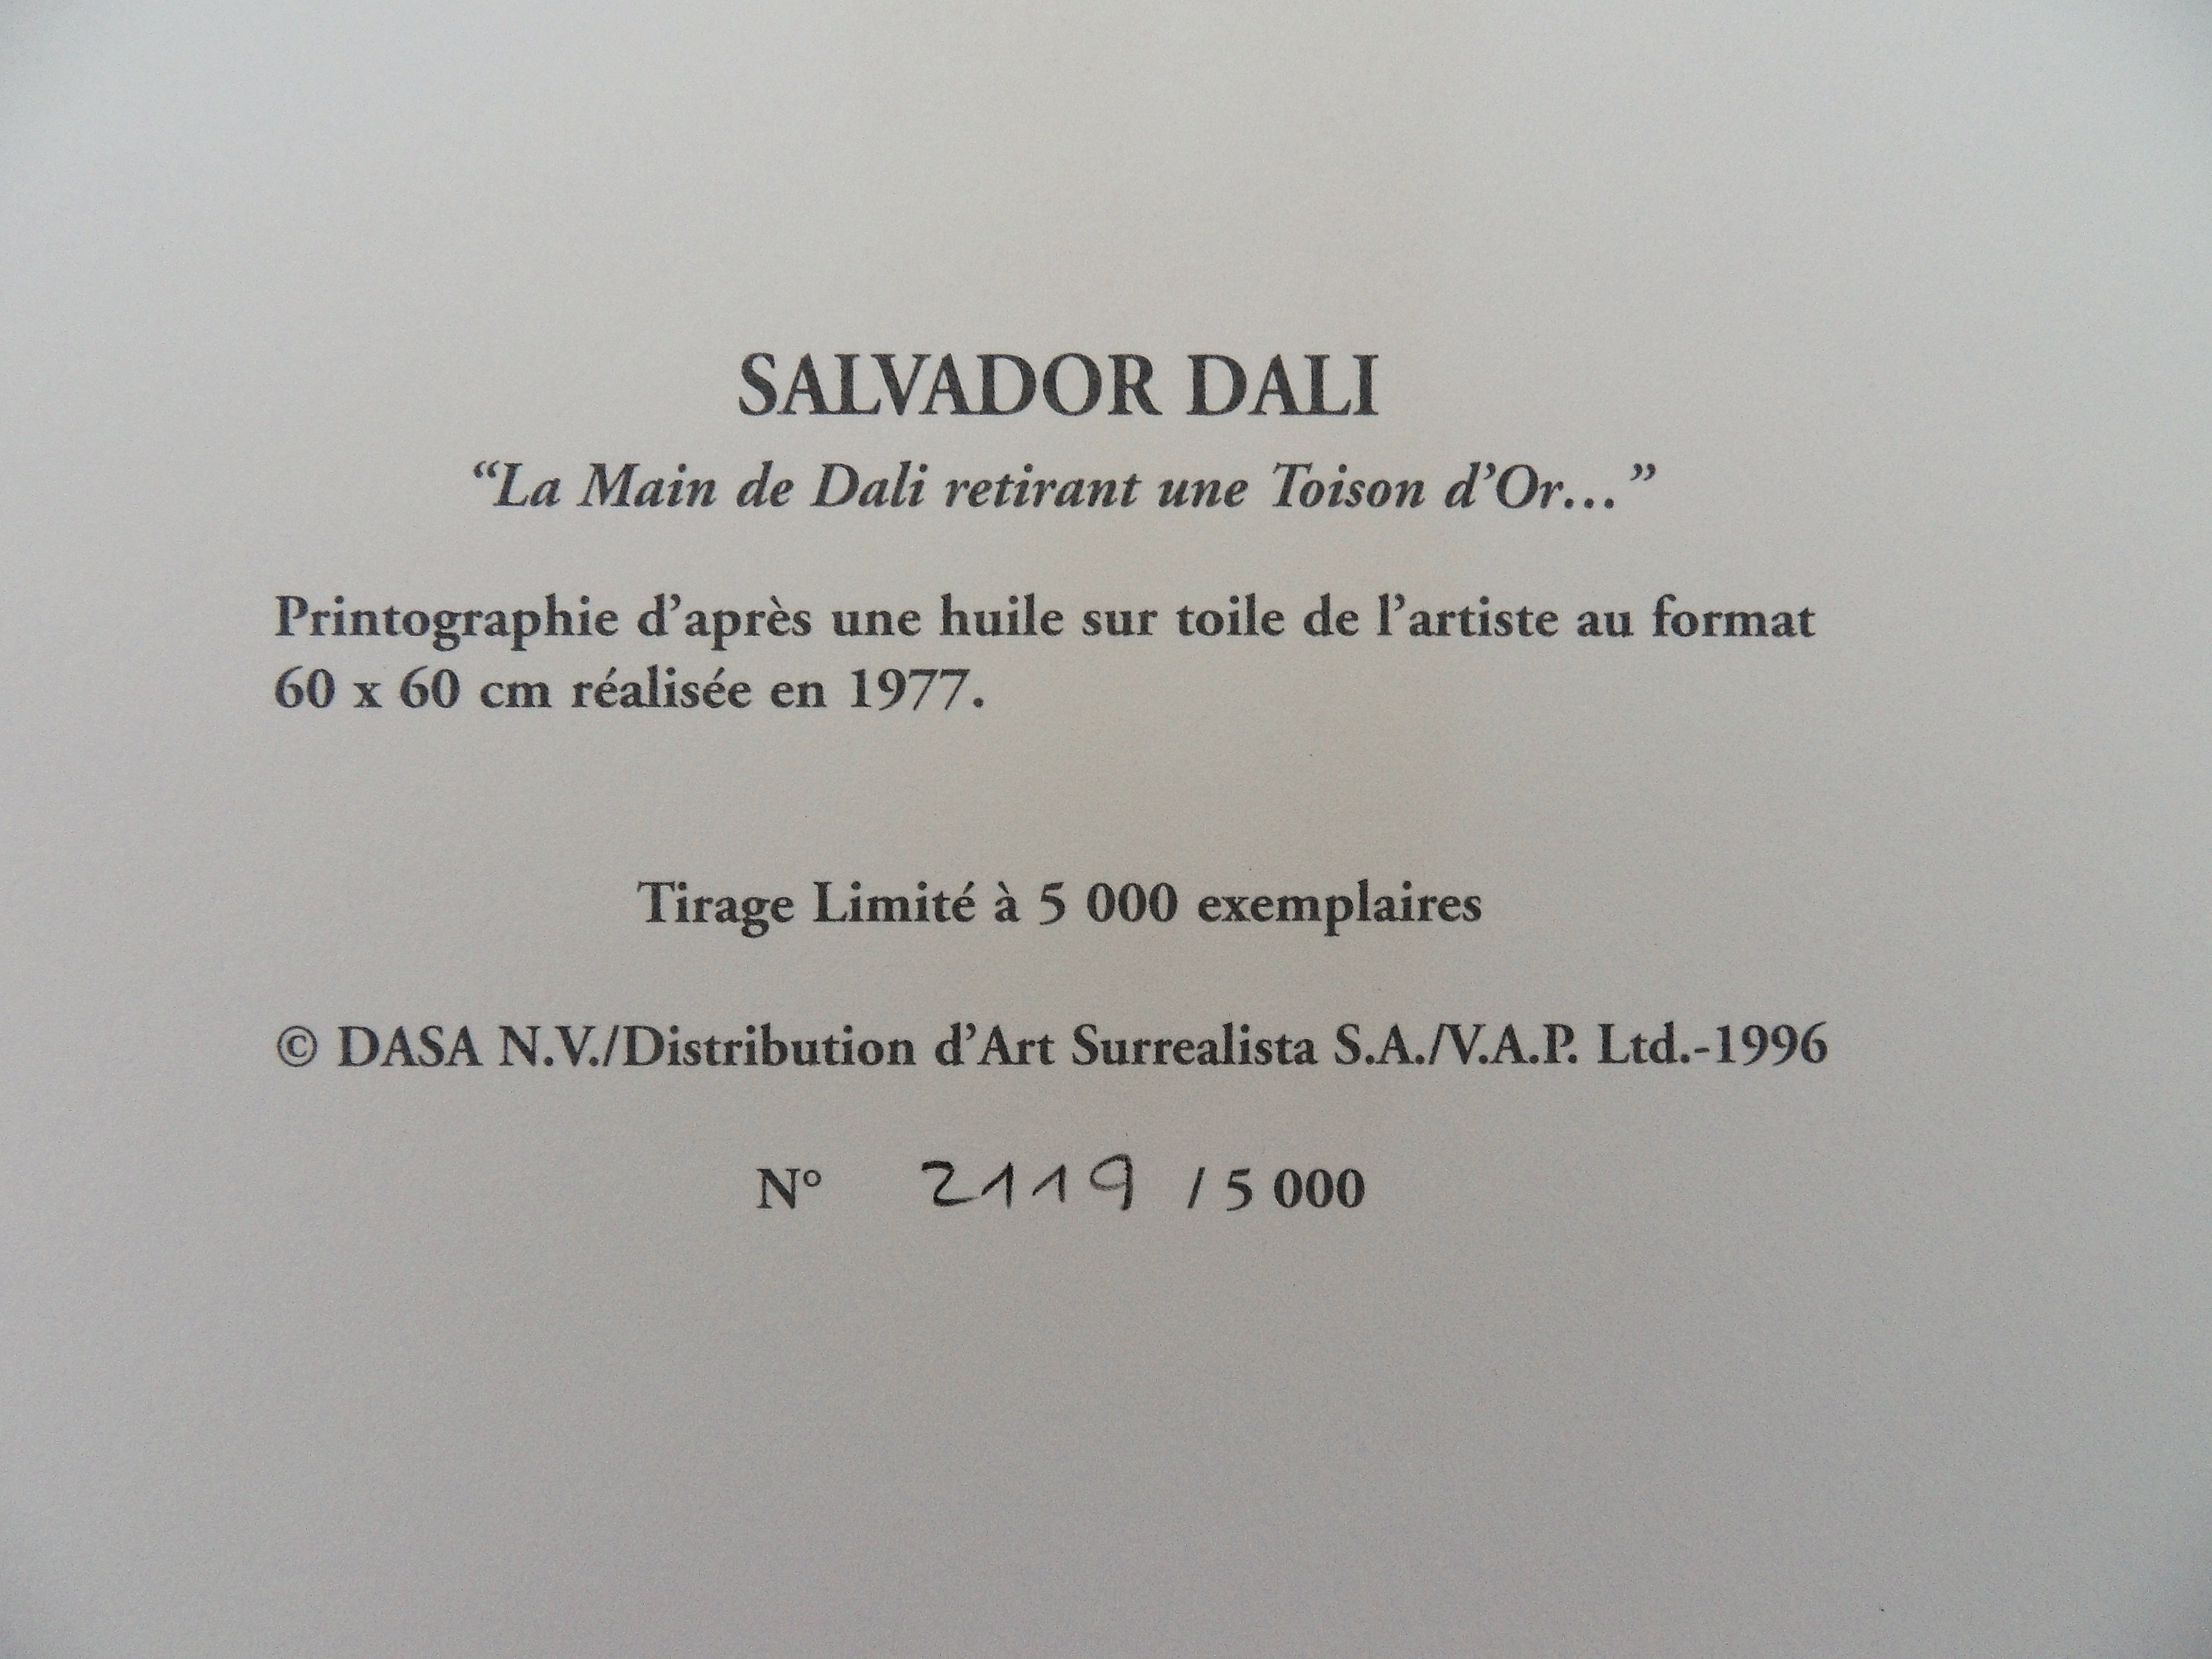 SALVADOR DALI
“La Main de Dali retirant une Toison d’Or...”
Printographie d’après une huile sur toile de l’artiste au format
60 x 60 cm réalisée en 1977.
Tirage Limité à 5 000 exemplaires
© DASA N.V./Distribution d’Art Surrealista S.A./V.A.P. Ltd.-1996
N° 2119 / 5 000